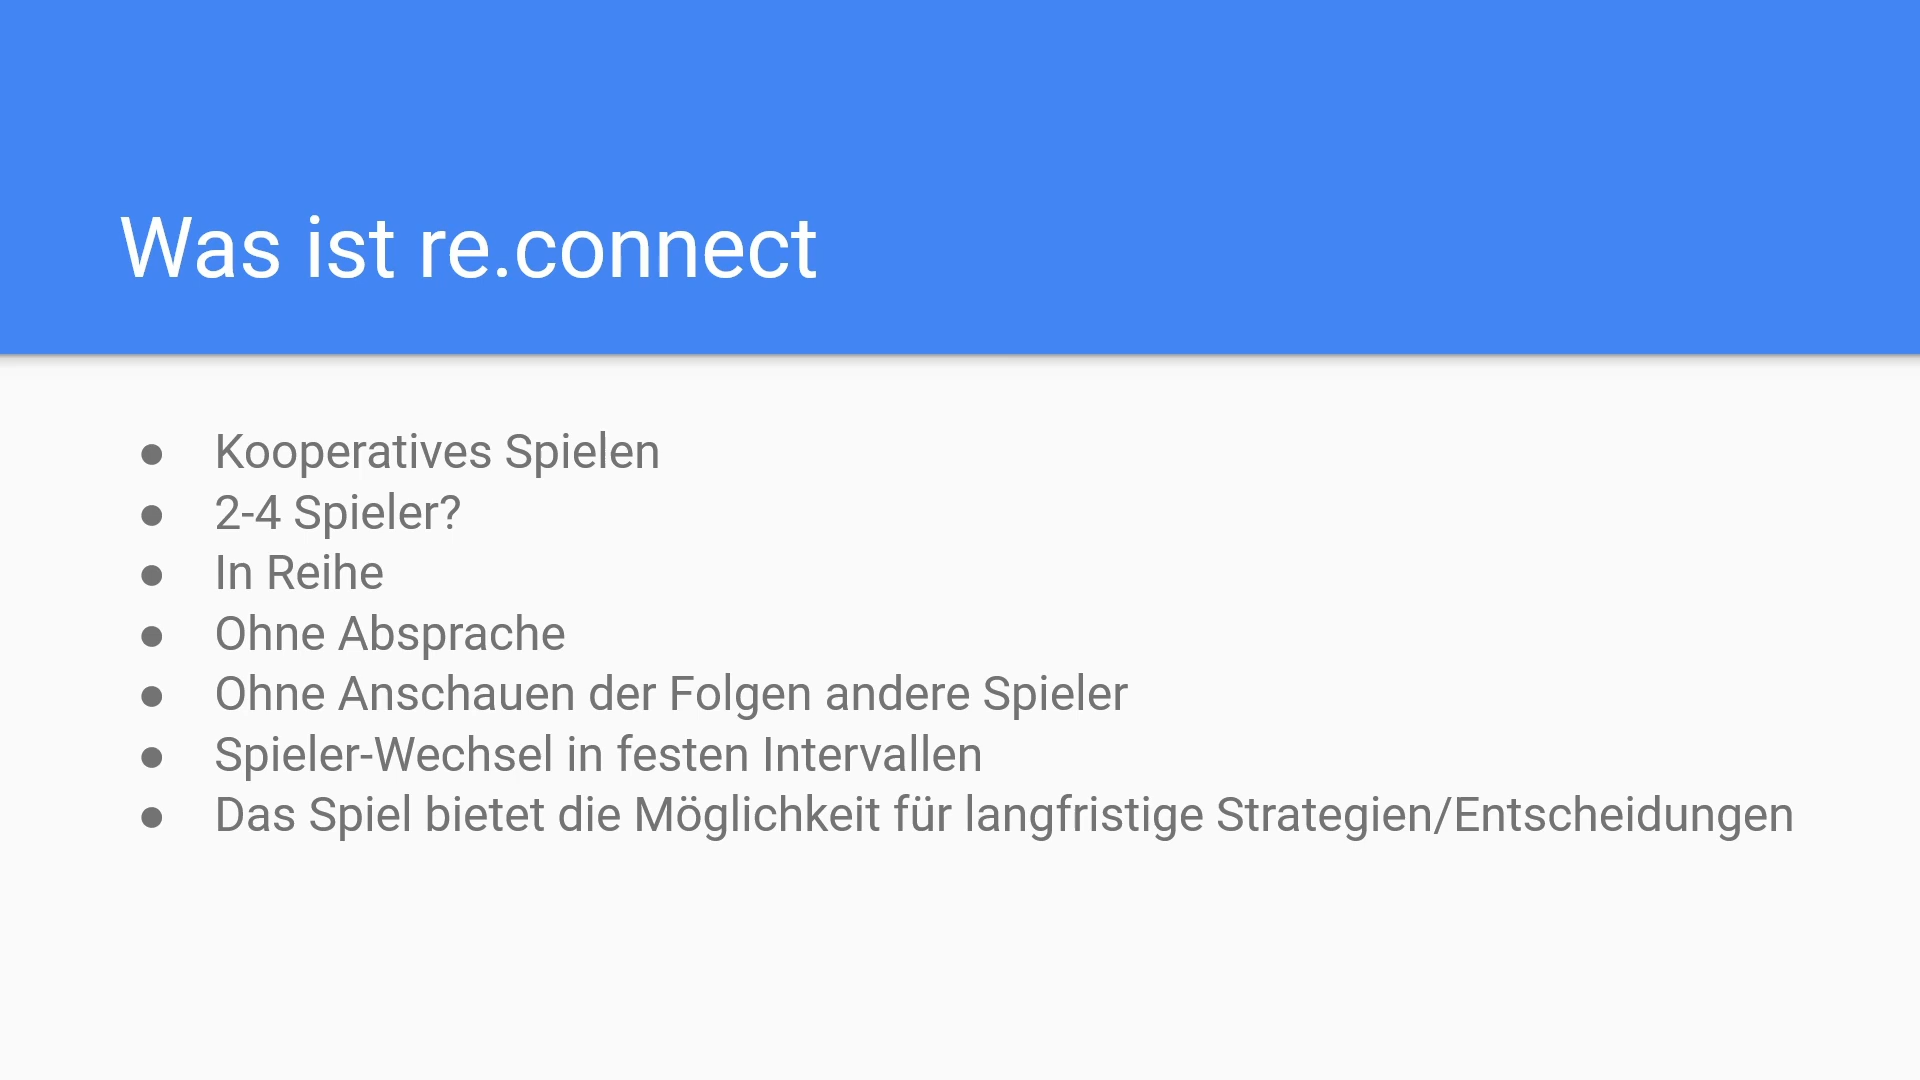 Was ist re.connect
● Kooperatives Spielen
● 2-4 Spieler?
● In Reihe
● Ohne Absprache
● Ohne Anschauen der Folgen andere Spieler
● Spieler-Wechsel in festen Intervallen
● Das Spiel bietet die Möglichkeit für langfristige Strategien/Entscheidungen